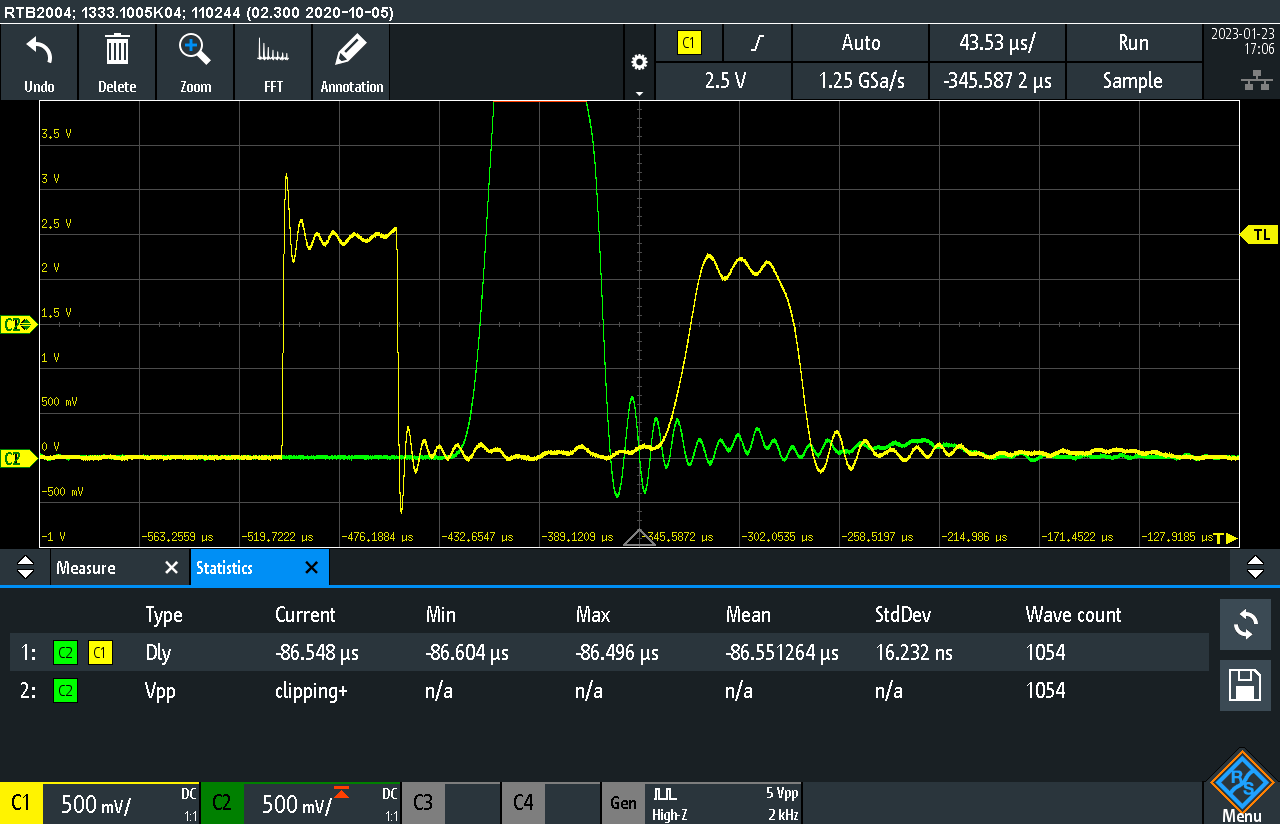 RTB2004; 1333.1005K04; 110244 (02.300 2020-10-05)
Undo Delete Zoom FFT Annotation
C1 Auto 43.53 µs/ Run
2.5 V 1.25 GSa/s -345.587 2 µs Sample
2023-01-23
17:06
3.5 V
3 V
2.5 V
TL
2 V
1.5 V
1 V
500 mV
0 V
-500 mV
-1 V -563.2559 µs -519.7222 µs -476.1884 µs -432.6547 µs -389.1209 µs -345.5872 µs -302.0535 µs -258.5197 µs -214.986 µs -171.4522 µs -127.9185 µs T
Measure Statistics
Type Current Min Max Mean StdDev Wave count
1: C2 C1 Dly -86.548 µs -86.604 µs -86.496 µs -86.551264 µs 16.232 ns 1054
2: C2 Vpp clipping+ n/a n/a n/a n/a 1054
C1 500 mV/ DC 1:1 C2 500 mV/ DC 1:1 C3 C4 Gen High-Z 5 Vpp 2 kHz
R S
Menu